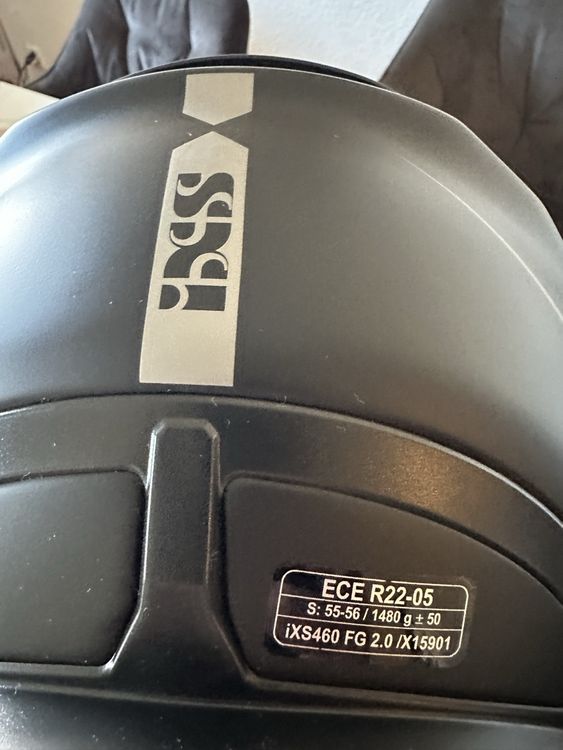 iXS
ECE R22-05
S: 55-56 / 1480 g ± 50
iXS460 FG 2.0 /X15901